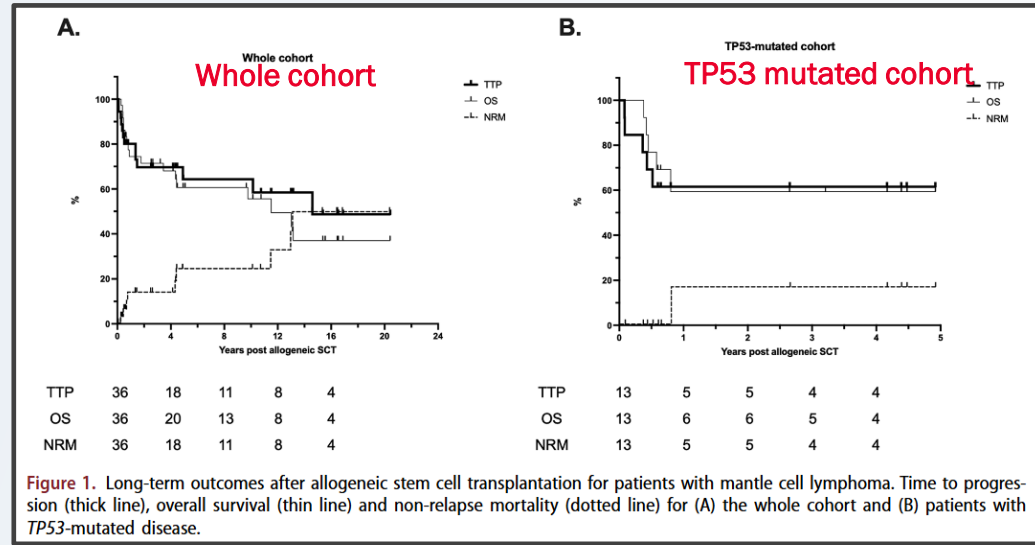 A.
Whole cohort
Whole cohort
TTP
OS
NRM
100
80
60
40
20
0
%
0 4 8 12 16 20 24
Years post allogeneic SCT
TTP 36 18 11 8 4
OS 36 20 13 8 4
NRM 36 18 11 8 4
B.
TP53-mutated cohort
TP53 mutated cohort
TTP
OS
NRM
100
80
60
40
20
0
%
0 1 2 3 4 5
Years post allogeneic SCT
TTP 13 5 5 4 4
OS 13 6 6 5 4
NRM 13 5 5 4 4
Figure 1. Long-term outcomes after allogeneic stem cell transplantation for patients with mantle cell lymphoma. Time to progres-
sion (thick line), overall survival (thin line) and non-relapse mortality (dotted line) for (A) the whole cohort and (B) patients with
TP53-mutated disease.